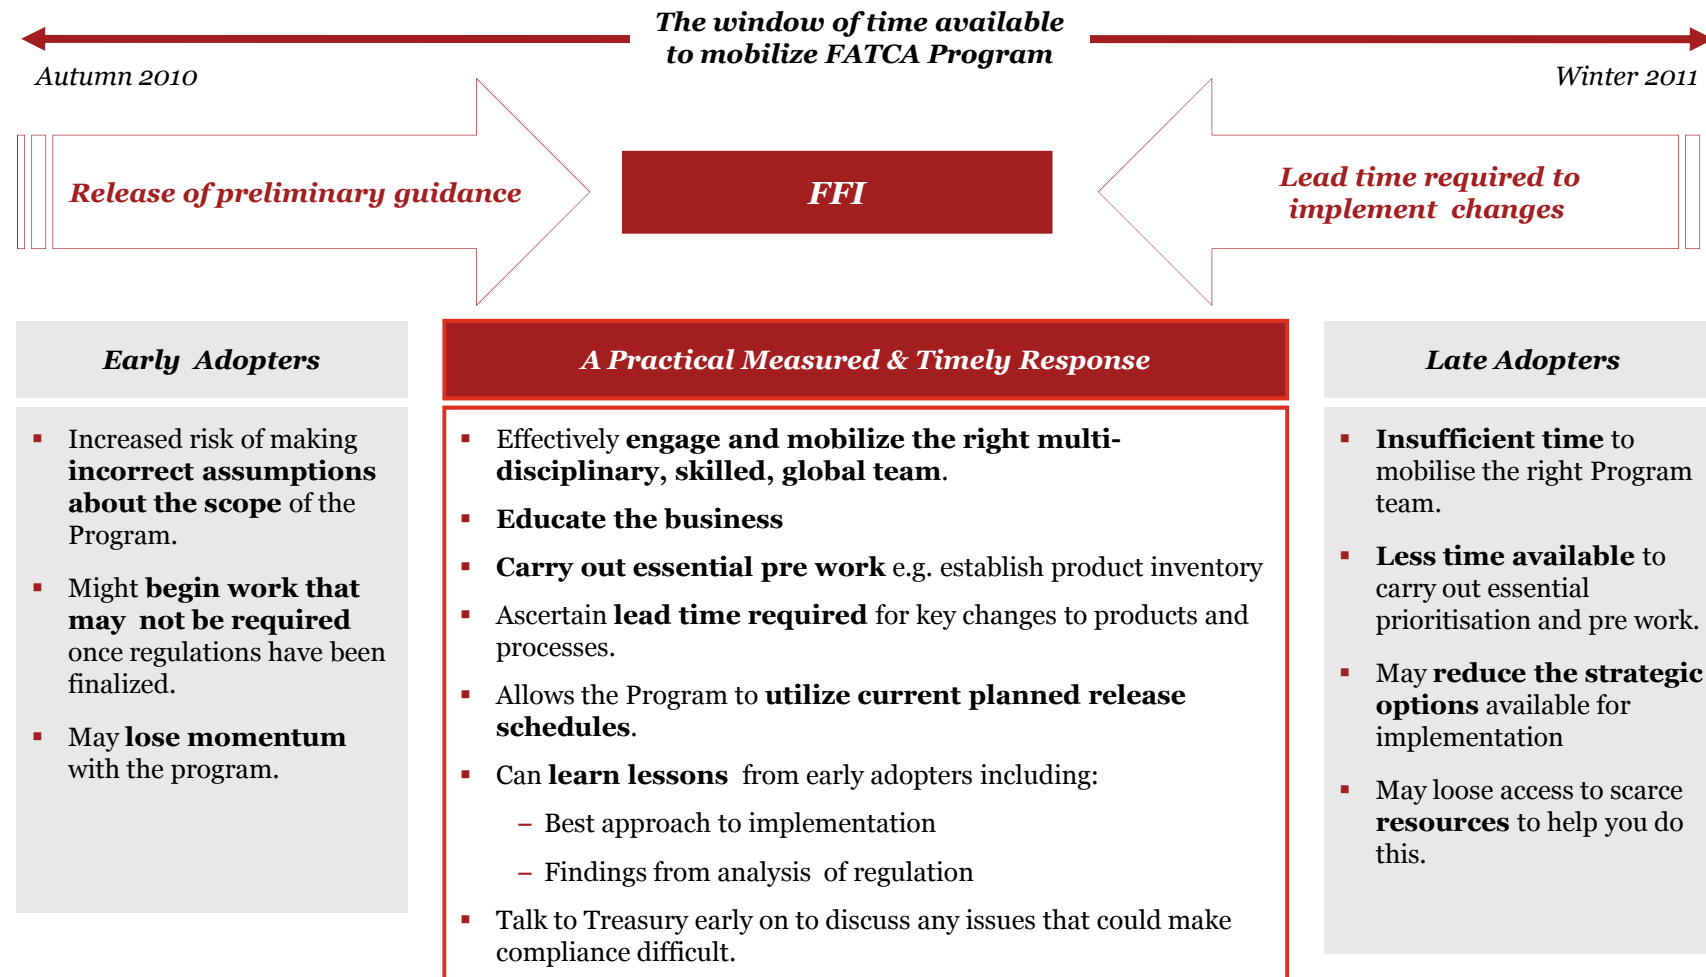 The window of time available
to mobilize FATCA Program
Autumn 2010
Winter 2011
Release of preliminary guidance
FFI
Lead time required to
implement changes
Early Adopters
▪ Increased risk of making
incorrect assumptions
about the scope of the
Program.
▪ Might begin work that
may not be required
once regulations have been
finalized.
▪ May lose momentum
with the program.
A Practical Measured & Timely Response
▪ Effectively engage and mobilize the right multi-
disciplinary, skilled, global team.
▪ Educate the business
▪ Carry out essential pre work e.g. establish product inventory
▪ Ascertain lead time required for key changes to products and
processes.
▪ Allows the Program to utilize current planned release
schedules.
▪ Can learn lessons from early adopters including:
– Best approach to implementation
– Findings from analysis of regulation
▪ Talk to Treasury early on to discuss any issues that could make
compliance difficult.
Late Adopters
▪ Insufficient time to
mobilise the right Program
team.
▪ Less time available to
carry out essential
prioritisation and pre work.
▪ May reduce the strategic
options available for
implementation
▪ May loose access to scarce
resources to help you do
this.